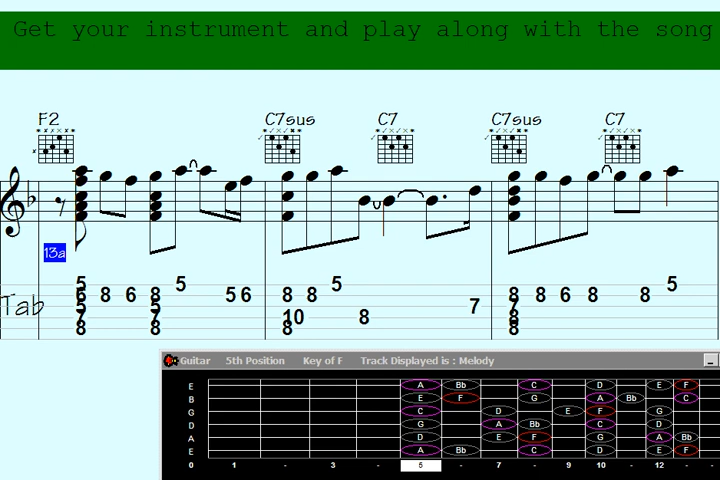 Get your instrument and play along with the song
F2 C7sus C7 C7sus C7
13a
5 5 5 5
6 8 6 8 5 6 8 8 8 8 6 8 8
5 5 7 7
7 7 10 8 8
8 8 8 8
Tab
Guitar 5th Position Key of F Track Displayed is : Melody
E A Bb C D E F
B E F G A Bb C
G C D E F G
D G A Bb C D
A D E F G A Bb
E A Bb C D E F
0 1 - 3 - 5 - 7 - 9 10 - 12 - -